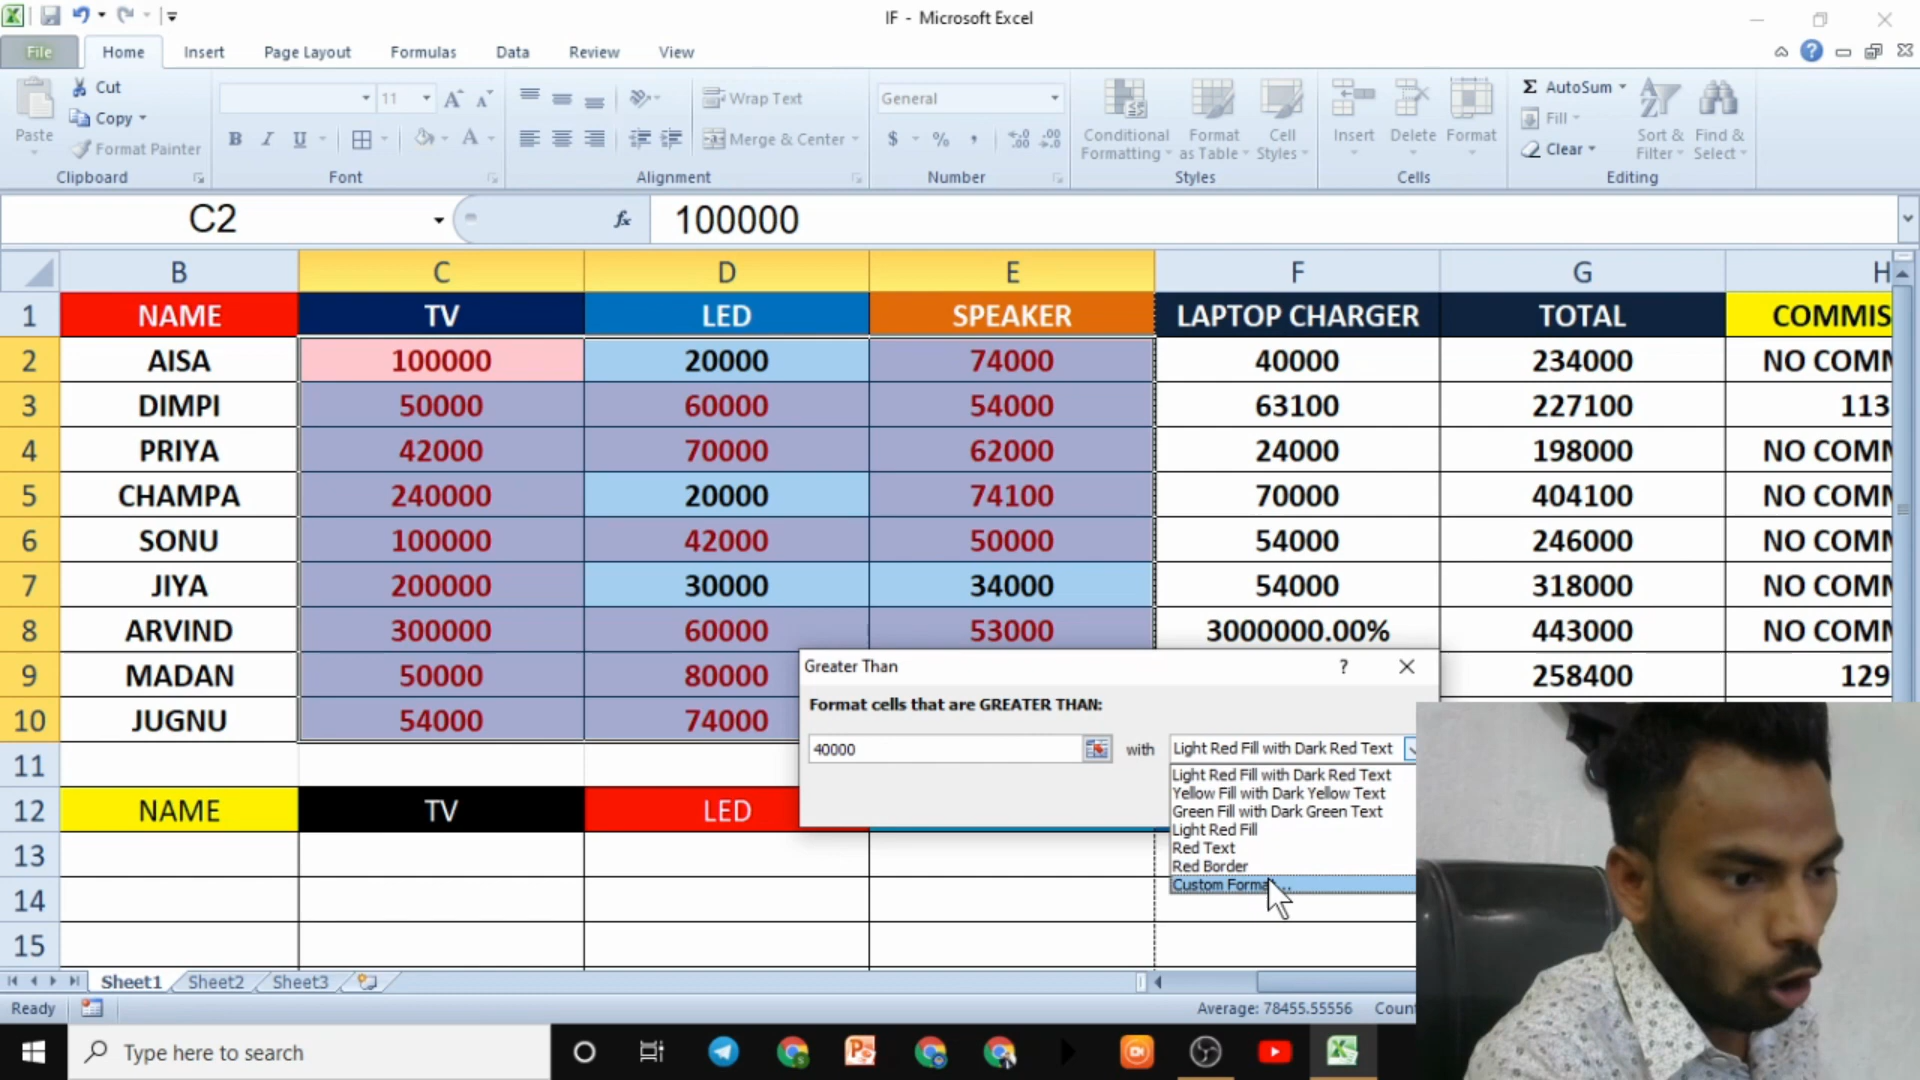 IF - Microsoft Excel
File Home Insert Page Layout Formulas Data Review View
Paste Cut Copy Format Painter Clipboard
11 B I U Font
Wrap Text Merge & Center Alignment
General $ % , Number
Conditional Formatting Format as Table Cell Styles Styles
Insert Delete Format Cells
Σ AutoSum Fill Clear Sort & Filter Find & Select Editing
C2 fx 100000
B C D E F G H
1 NAME TV LED SPEAKER LAPTOP CHARGER TOTAL COMMIS
2 AISA 100000 20000 74000 40000 234000 NO COMM
3 DIMPI 50000 60000 54000 63100 227100 113
4 PRIYA 42000 70000 62000 24000 198000 NO COMM
5 CHAMPA 240000 20000 74100 70000 404100 NO COMM
6 SONU 100000 42000 50000 54000 246000 NO COMM
7 JIYA 200000 30000 34000 54000 318000 NO COMM
8 ARVIND 300000 60000 53000 3000000.00% 443000 NO COMM
9 MADAN 50000 80000 258400 129
10 JUGNU 54000 74000
11
12 NAME TV LED
13
14
15
Greater Than ?
Format cells that are GREATER THAN:
40000 with Light Red Fill with Dark Red Text
Light Red Fill with Dark Red Text
Yellow Fill with Dark Yellow Text
Green Fill with Dark Green Text
Light Red Fill
Red Text
Red Border
Custom Format...
Sheet1 Sheet2 Sheet3
Ready Average: 78455.55556 Coun
Type here to search